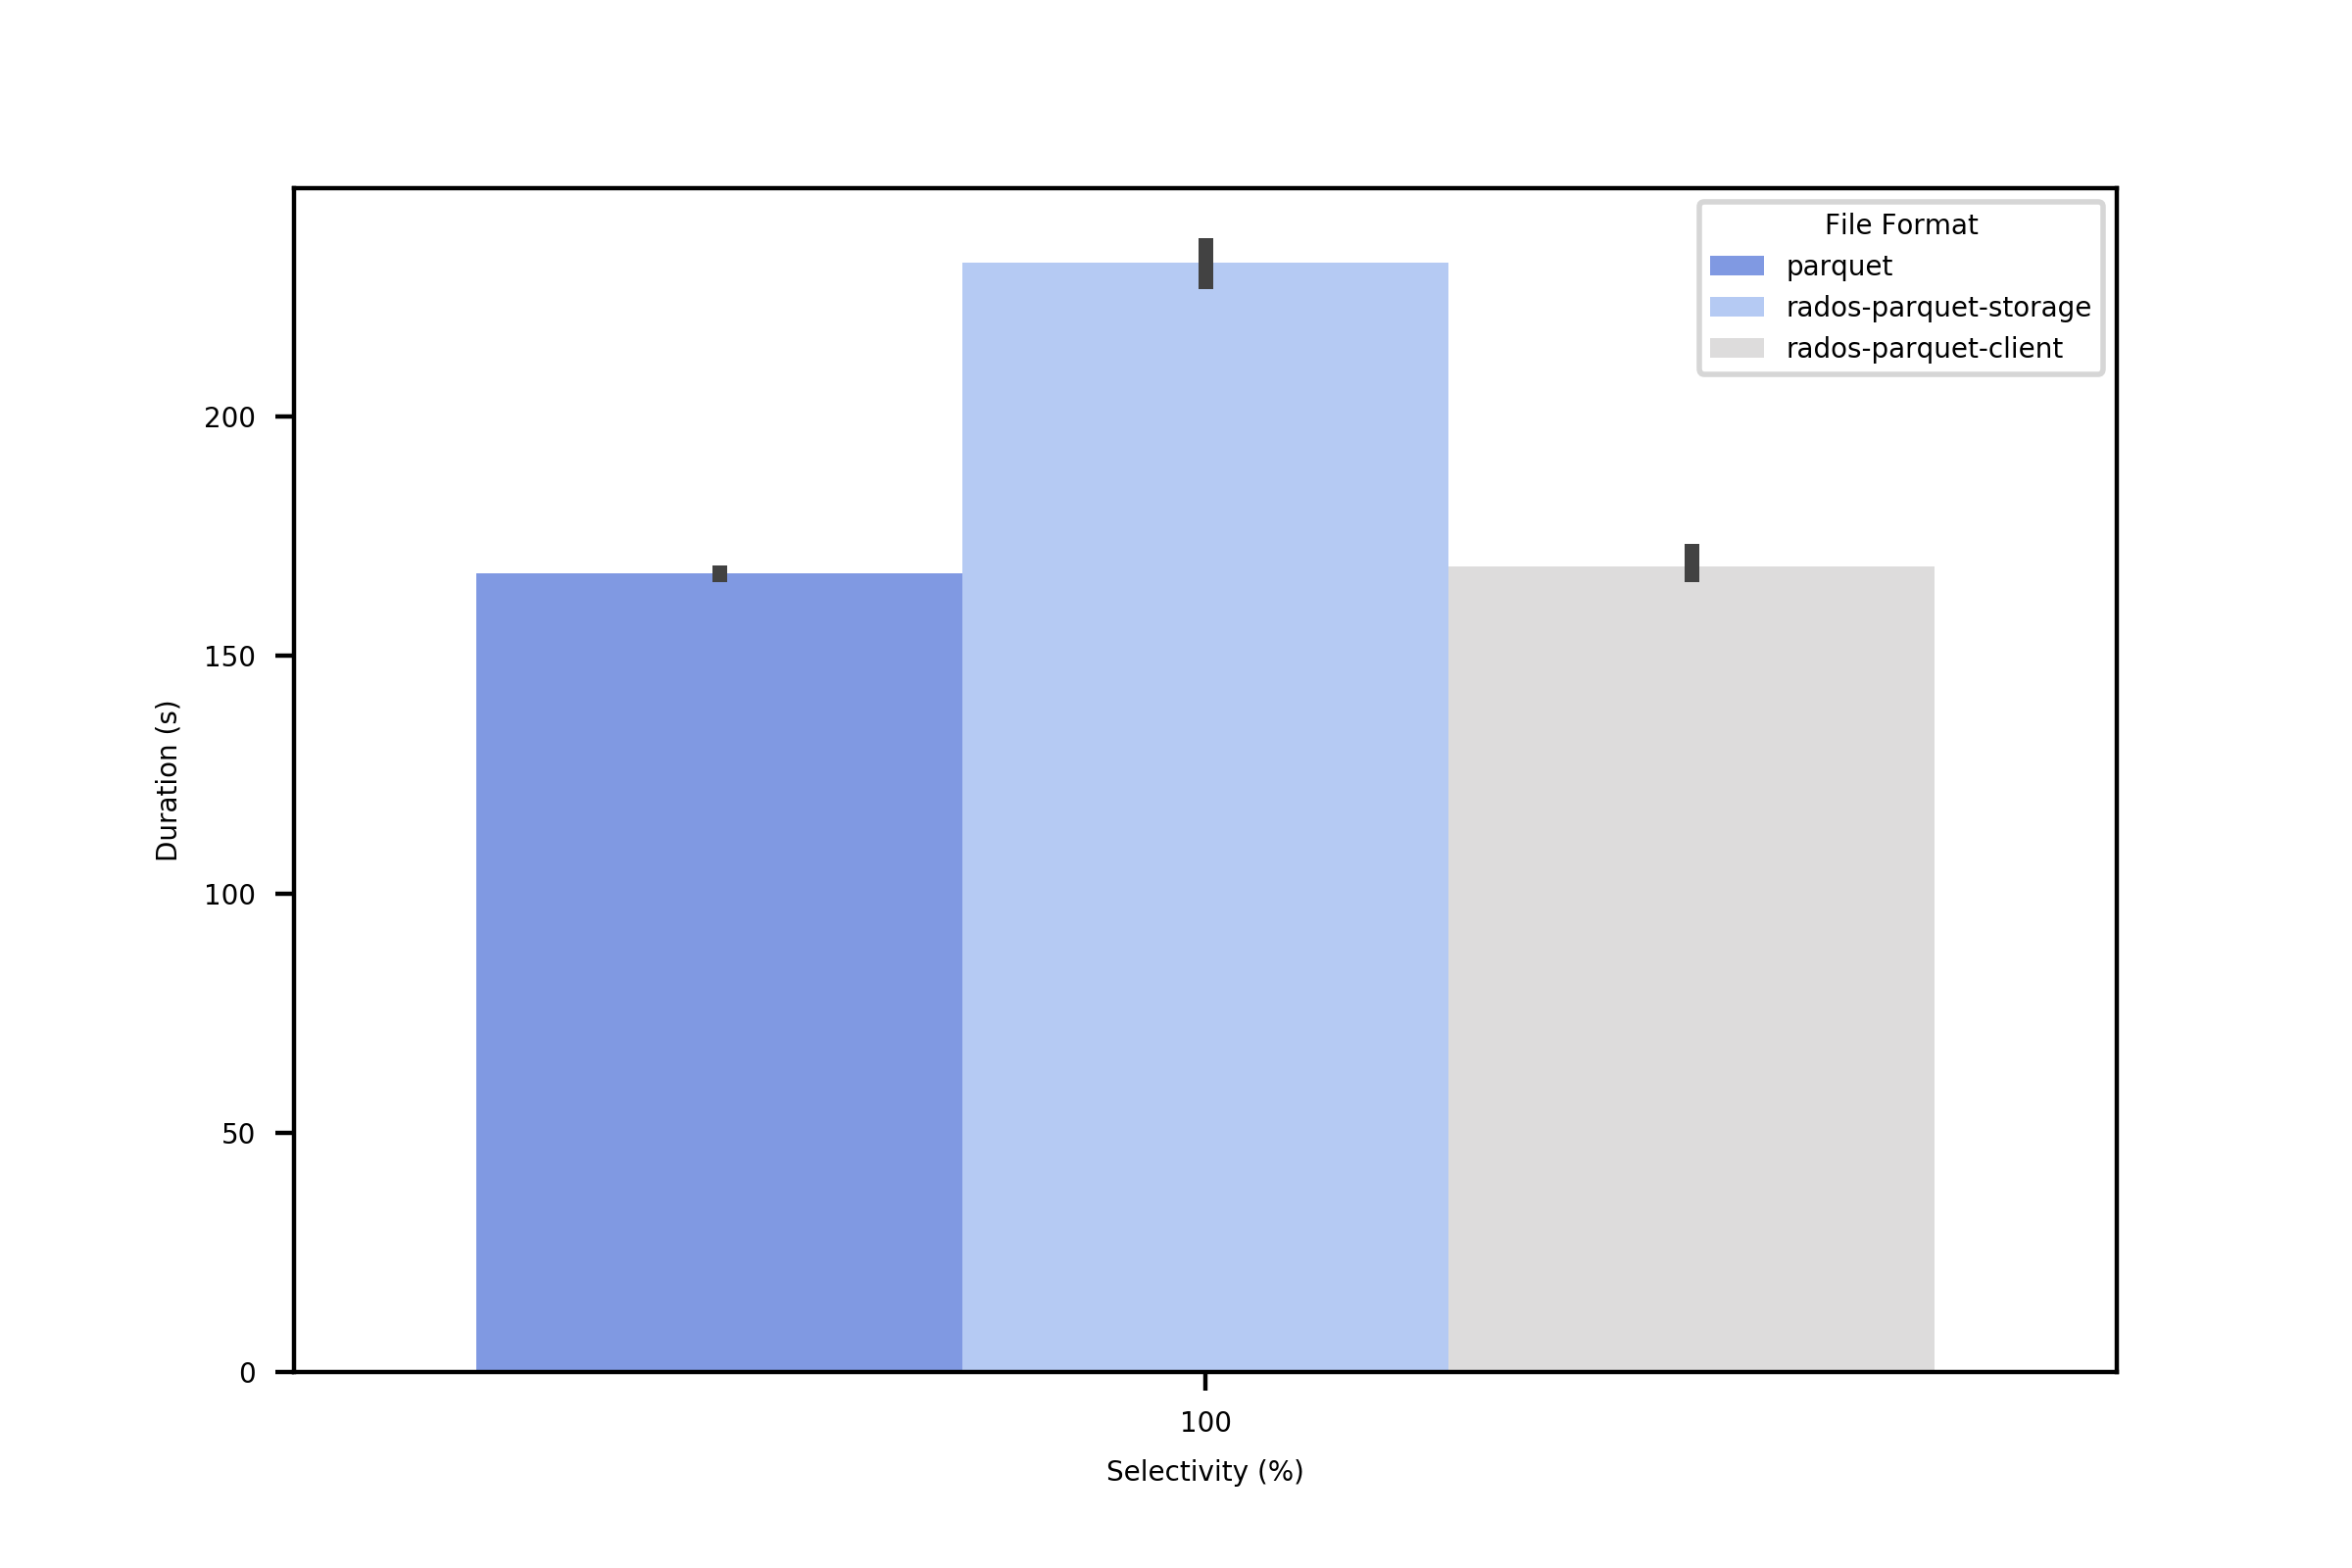 File Format
parquet
rados-parquet-storage
rados-parquet-client
200
150
100
50
0
Duration (s)
100
Selectivity (%)